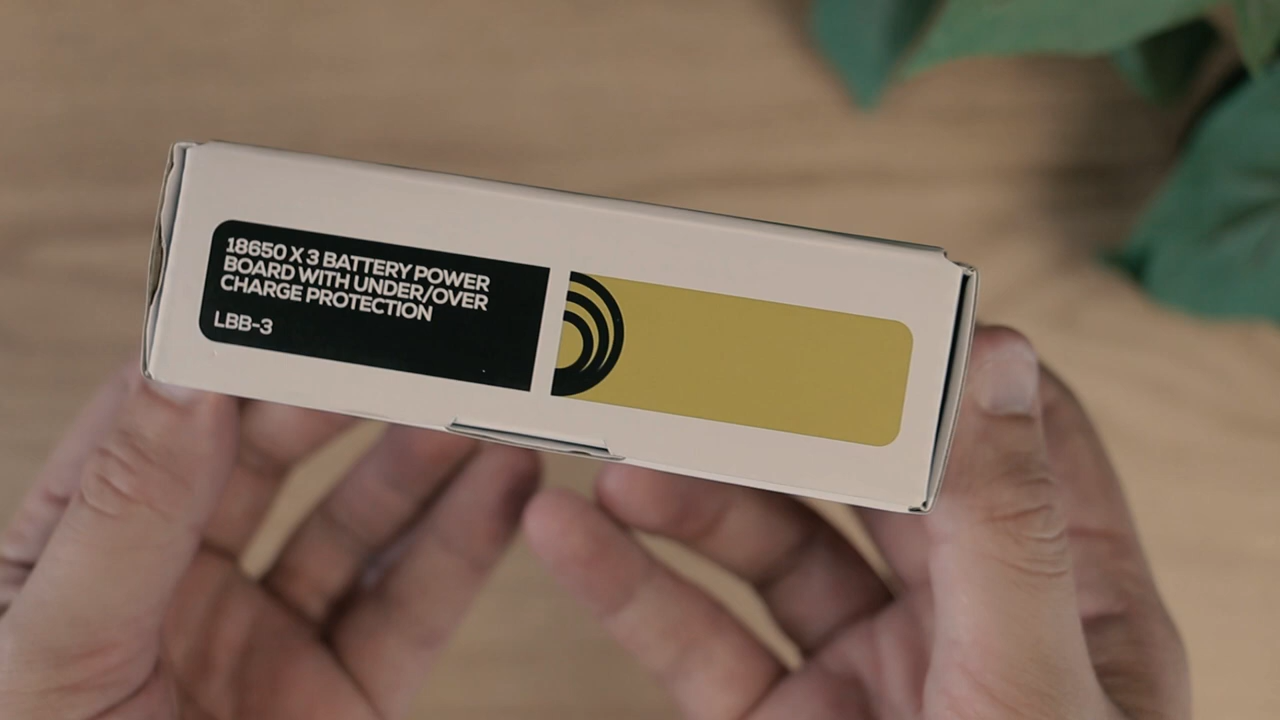 18650 X 3 BATTERY POWER
BOARD WITH UNDER/OVER
CHARGE PROTECTION
LBB-3